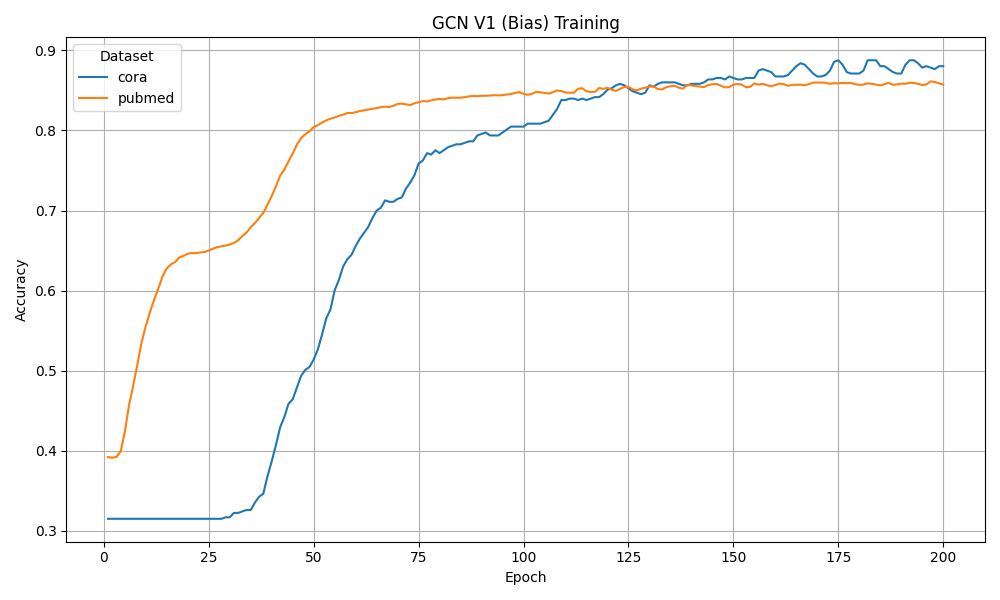 GCN V1 (Bias) Training
Dataset
cora
pubmed
Accuracy
0.9
0.8
0.7
0.6
0.5
0.4
0.3
0 25 50 75 100 125 150 175 200
Epoch